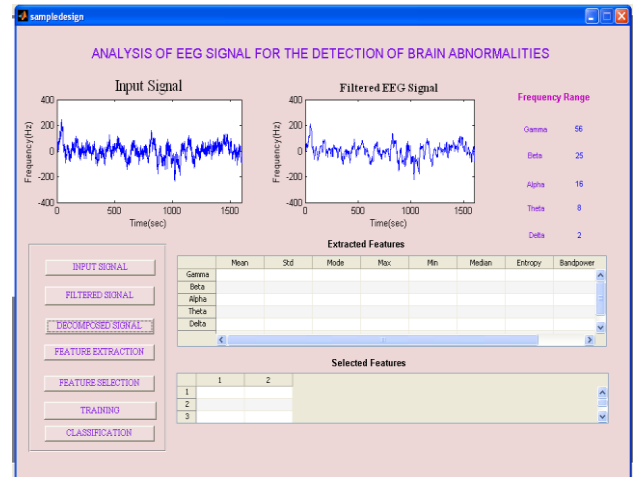 sampledesign
ANALYSIS OF EEG SIGNAL FOR THE DETECTION OF BRAIN ABNORMALITIES
Input Signal
400
200
0
-200
-400
0 500 1000 1500
Frequency(Hz)
Time(sec)
Filtered EEG Signal
400
200
0
-200
-400
0 500 1000 1500
Frequency(Hz)
Time(sec)
Frequency Range
Gamma 56
Beta 25
Alpha 16
Theta 8
Delta 2
INPUT SIGNAL
FILTERED SIGNAL
DECOMPOSED SIGNAL
FEATURE EXTRACTION
FEATURE SELECTION
TRAINING
CLASSIFICATION
Extracted Features
Mean Std Mode Max Min Median Entropy Bandpower
Gamma
Beta
Alpha
Theta
Delta
Selected Features
1 2
1
2
3